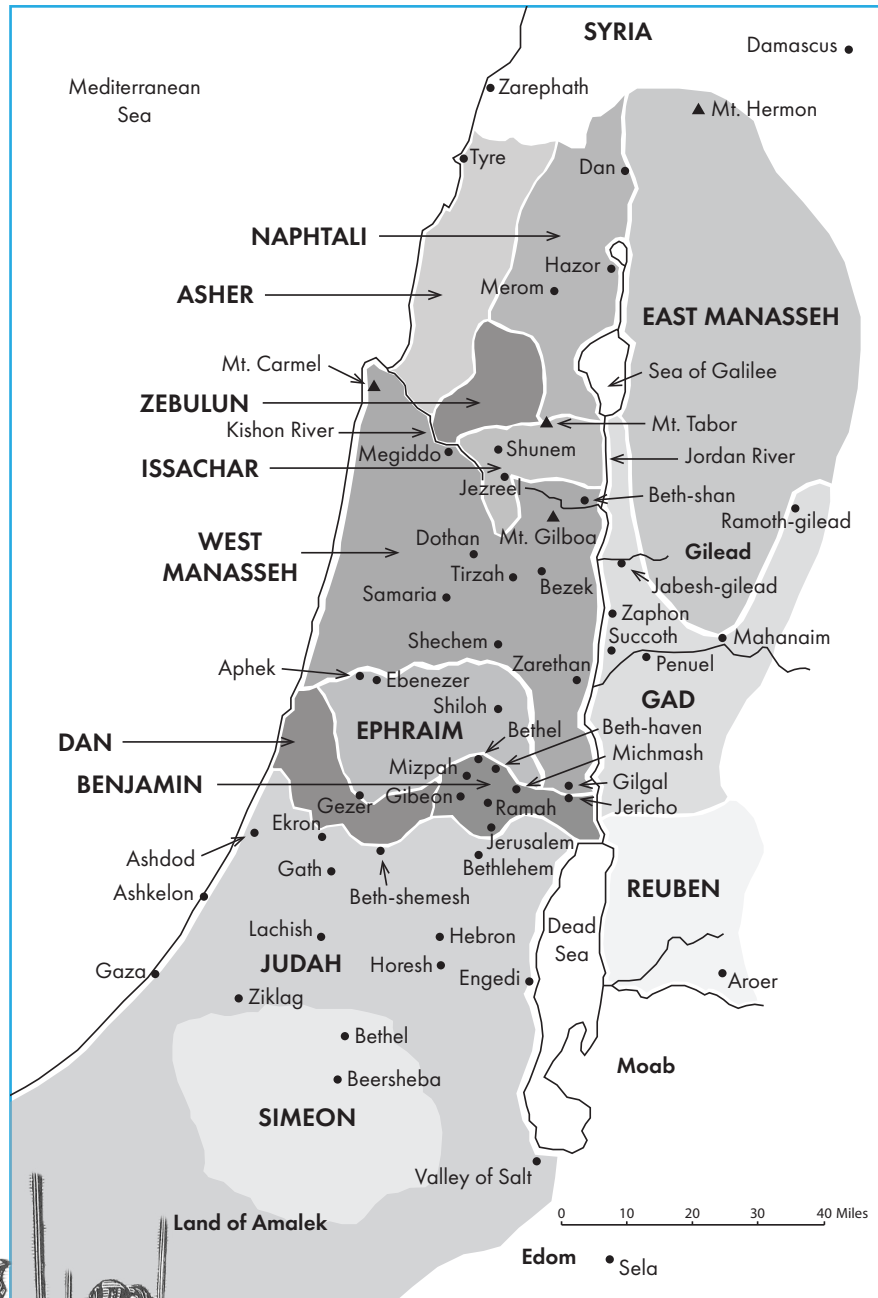 SYRIA
Damascus
Mediterranean
Sea
Zarephath
Mt. Hermon
Tyre
Dan
NAPHTALI
Hazor
ASHER
Merom
EAST MANASSEH
Mt. Carmel
Sea of Galilee
ZEBULUN
Mt. Tabor
Kishon River
Shunem
Megiddo
Jordan River
ISSACHAR
Jezreel
Beth-shan
Ramoth-gilead
Mt. Gilboa
Dothan
WEST
MANASSEH
Gilead
Tirzah
Bezek
Jabesh-gilead
Samaria
Zaphon
Succoth
Mahanaim
Shechem
Zarethan
Penuel
Aphek
Ebenezer
GAD
Shiloh
EPHRAIM
Bethel
Beth-haven
DAN
Michmash
Mizpah
BENJAMIN
Gilgal
Gibeon
Gezer
Ramah
Jericho
Ekron
Jerusalem
Ashdod
Bethlehem
Gath
Beth-shemesh
REUBEN
Ashkelon
Lachish
Hebron
Dead
Sea
JUDAH
Horesh
Gaza
Engedi
Aroer
Ziklag
Bethel
Moab
Beersheba
SIMEON
Valley of Salt
Land of Amalek
0 10 20 30 40 Miles
Edom
Sela